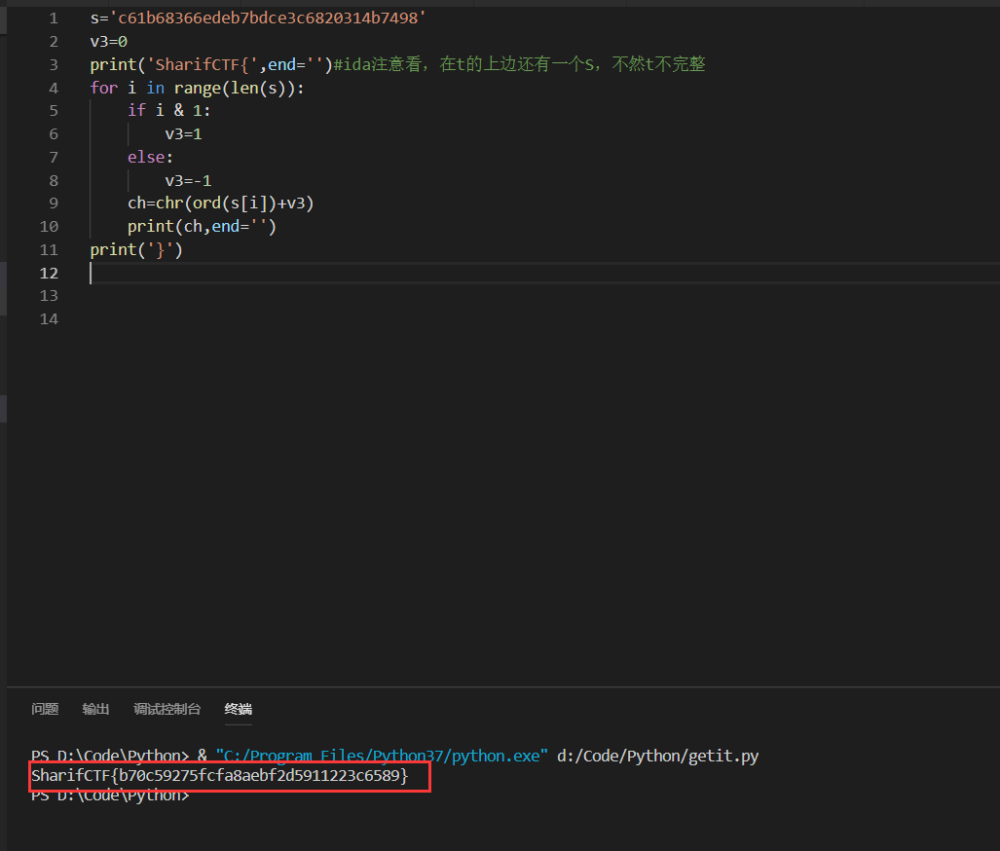 1 s='c61b68366edeb7bdce3c6820314b7498'
2 v3=0
3 print('SharifCTF{',end='')#ida注意看，在t的上边还有一个S，不然t不完整
4 for i in range(len(s)):
5 if i & 1:
6 v3=1
7 else:
8 v3=-1
9 ch=chr(ord(s[i])+v3)
10 print(ch,end='')
11 print('}')
12
13
14
问题 输出 调试控制台 终端
PS D:\Code\Python> & "C:/Program Files/Python37/python.exe" d:/Code/Python/getit.py
SharifCTF{b70c59275fcfa8aebf2d5911223c6589}
PS D:\Code\Python>